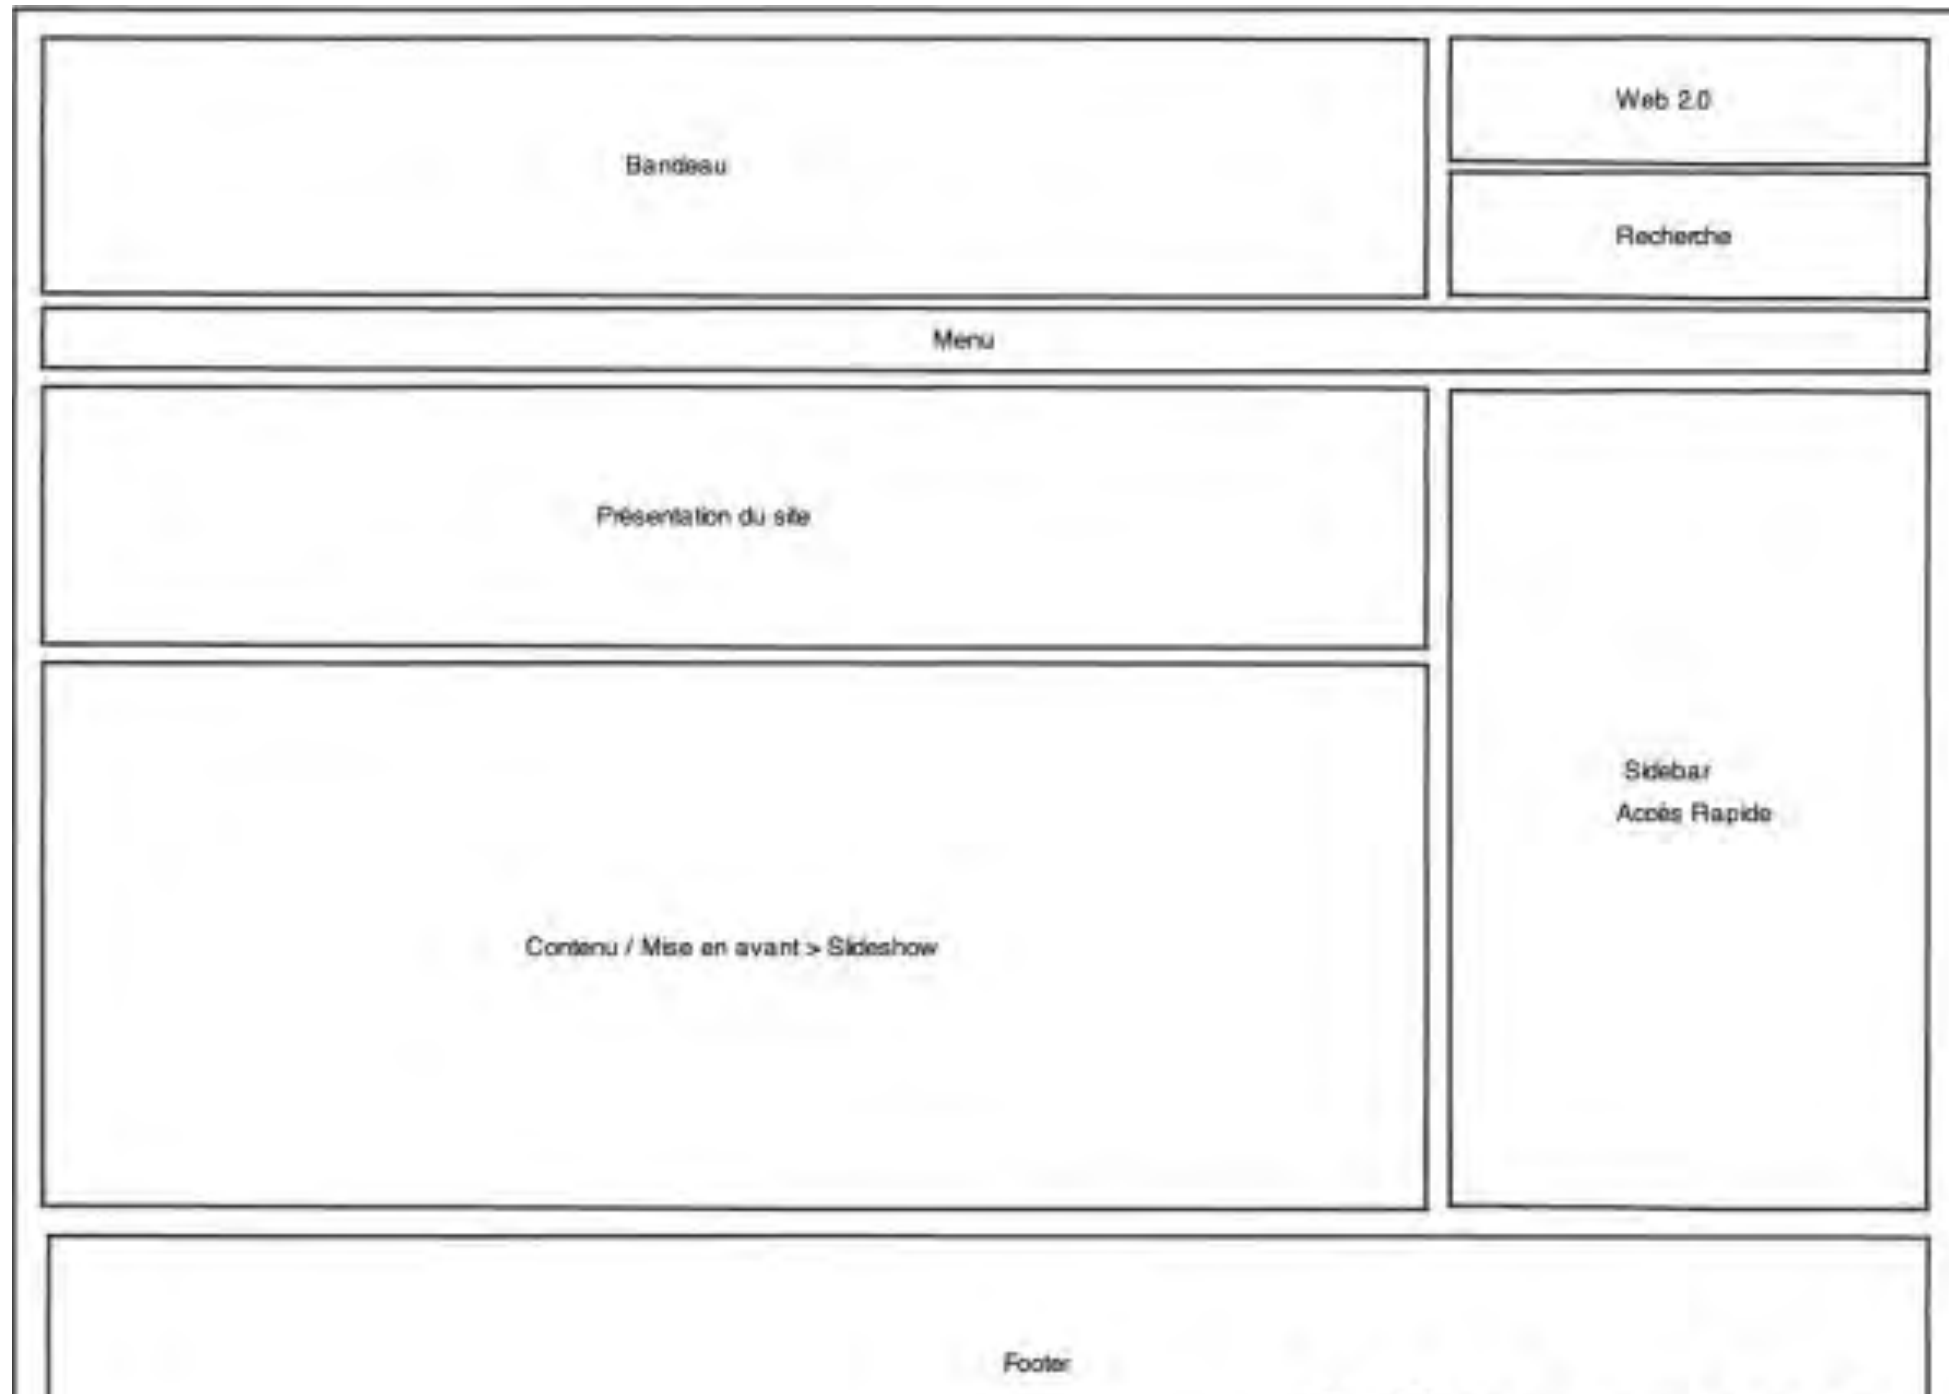 Bandeau
Web 2.0
Recherche
Menu
Présentation du site
Sidebar
Accès Rapide
Contenu / Mise en avant > Slideshow
Footer